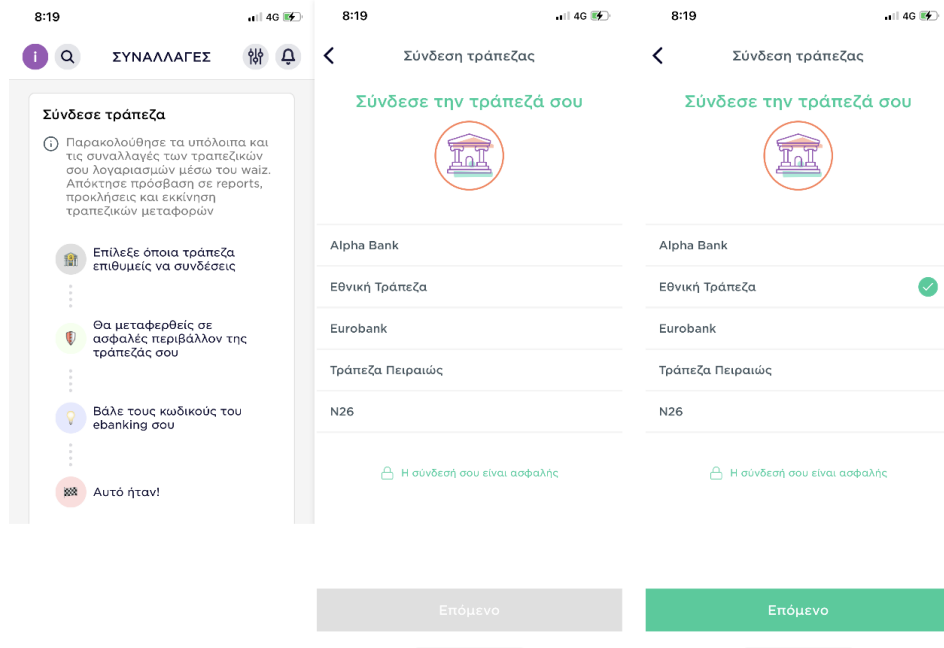 8:19
4G
i
ΣΥΝΑΛΛΑΓΕΣ
Σύνδεσε τράπεζα
Παρακολούθησε τα υπόλοιπα και
τις συναλλαγές των τραπεζικών
σου λογαριασμών μέσω του waiz.
Απόκτησε πρόσβαση σε reports,
προκλήσεις και εκκίνηση
τραπεζικών μεταφορών
Επίλεξε όποια τράπεζα
επιθυμείς να συνδέσεις
Θα μεταφερθείς σε
ασφαλές περιβάλλον της
τράπεζάς σου
Βάλε τους κωδικούς του
ebanking σου
Αυτό ήταν!
8:19
4G
Σύνδεση τράπεζας
Σύνδεσε την τράπεζά σου
Alpha Bank
Εθνική Τράπεζα
Eurobank
Τράπεζα Πειραιώς
N26
Η σύνδεσή σου είναι ασφαλής
Επόμενο
8:19
4G
Σύνδεση τράπεζας
Σύνδεσε την τράπεζά σου
Alpha Bank
Εθνική Τράπεζα
Eurobank
Τράπεζα Πειραιώς
N26
Η σύνδεσή σου είναι ασφαλής
Επόμενο